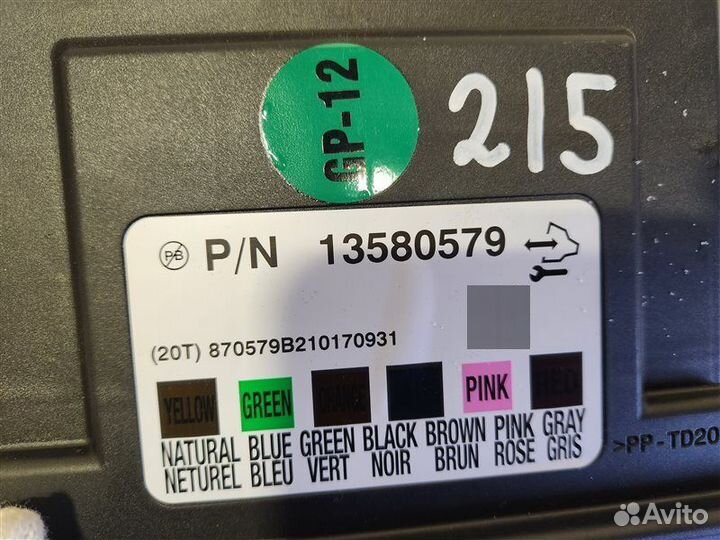 GP-12
215
PB P/N 13580579
(20T) 870579B210170931
YELLOW GREEN ORANGE PINK RED
NATURAL BLUE GREEN BLACK BROWN PINK GRAY
NETUREL BLEU VERT NOIR BRUN ROSE GRIS
>PP-TD20
Avito